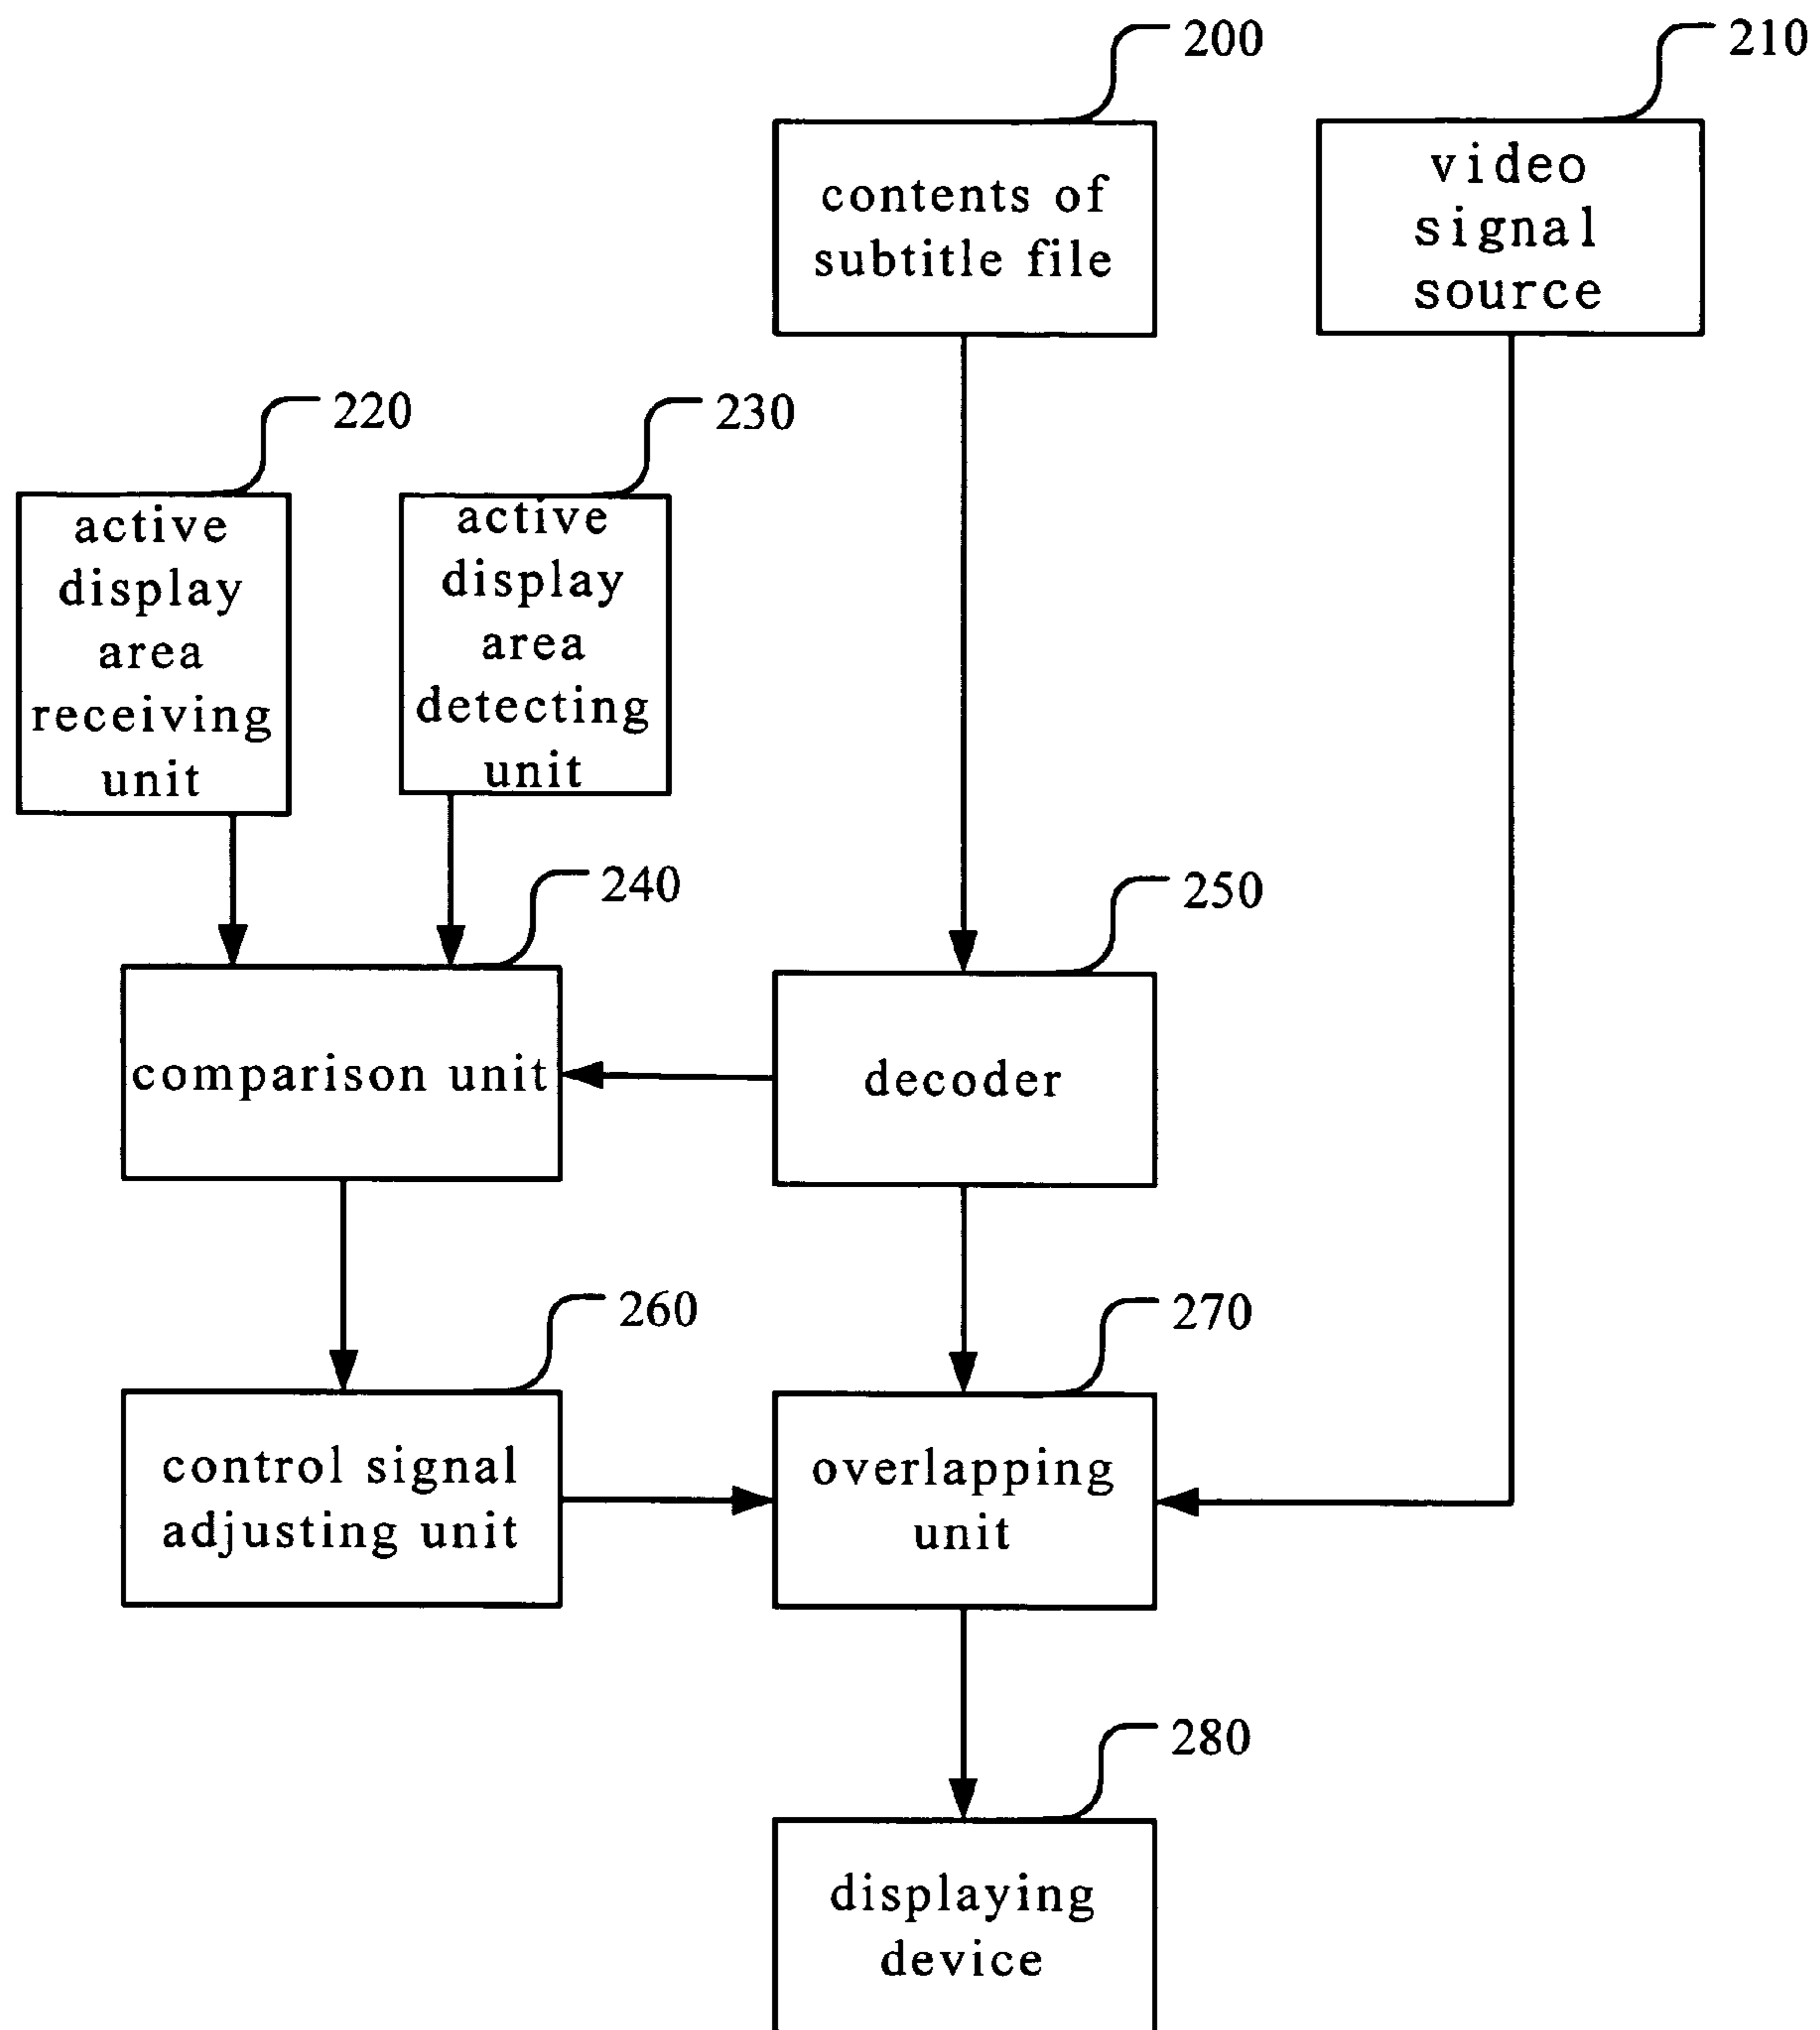 200
210
contents of
subtitle file
video
signal
source
220
230
active
display
area
receiving
unit
active
display
area
detecting
unit
240
250
comparison unit
decoder
260
270
control signal
adjusting unit
overlapping
unit
280
displaying
device